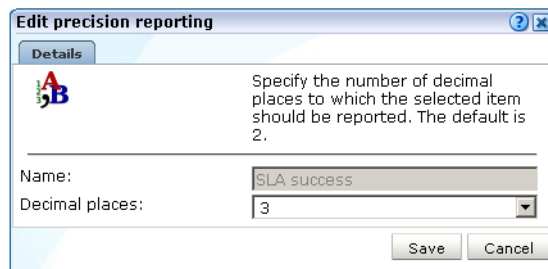 Edit precision reporting
Details
Specify the number of decimal
places to which the selected item
should be reported. The default is
2.
Name:
SLA success
Decimal places:
3
Save
Cancel